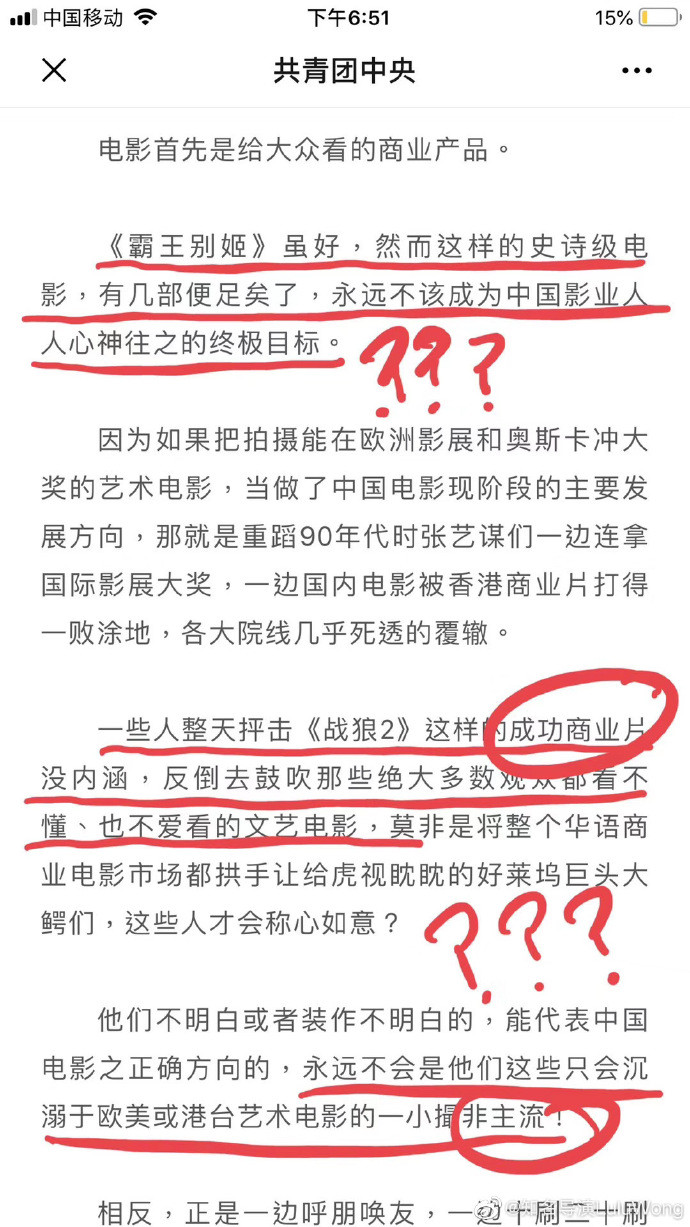 中国移动
下午6:51
15%
共青团中央
电影首先是给大众看的商业产品。
《霸王别姬》虽好，然而这样的史诗级电
影，有几部便足矣了，永远不该成为中国影业人
人心神往之的终极目标。
???
因为如果把拍摄能在欧洲影展和奥斯卡冲大
奖的艺术电影，当做了中国电影现阶段的主要发
展方向，那就是重蹈90年代时张艺谋们一边连拿
国际影展大奖，一边国内电影被香港商业片打得
一败涂地，各大院线几乎死透的覆辙。
一些人整天抨击《战狼2》这样的成功商业片
没内涵，反倒去鼓吹那些绝大多数观众都看不
懂、也不爱看的文艺电影，莫非是将整个华语商
业电影市场都拱手让给虎视眈眈的好莱坞巨头大
鳄们，这些人才会称心如意？
???
他们不明白或者装作不明白的，能代表中国
电影之正确方向的，永远不会是他们这些只会沉
溺于欧美或港台艺术电影的一小撮非主流！
相反，正是一边呼朋唤友，一边二刷三刷
导演LuluWong